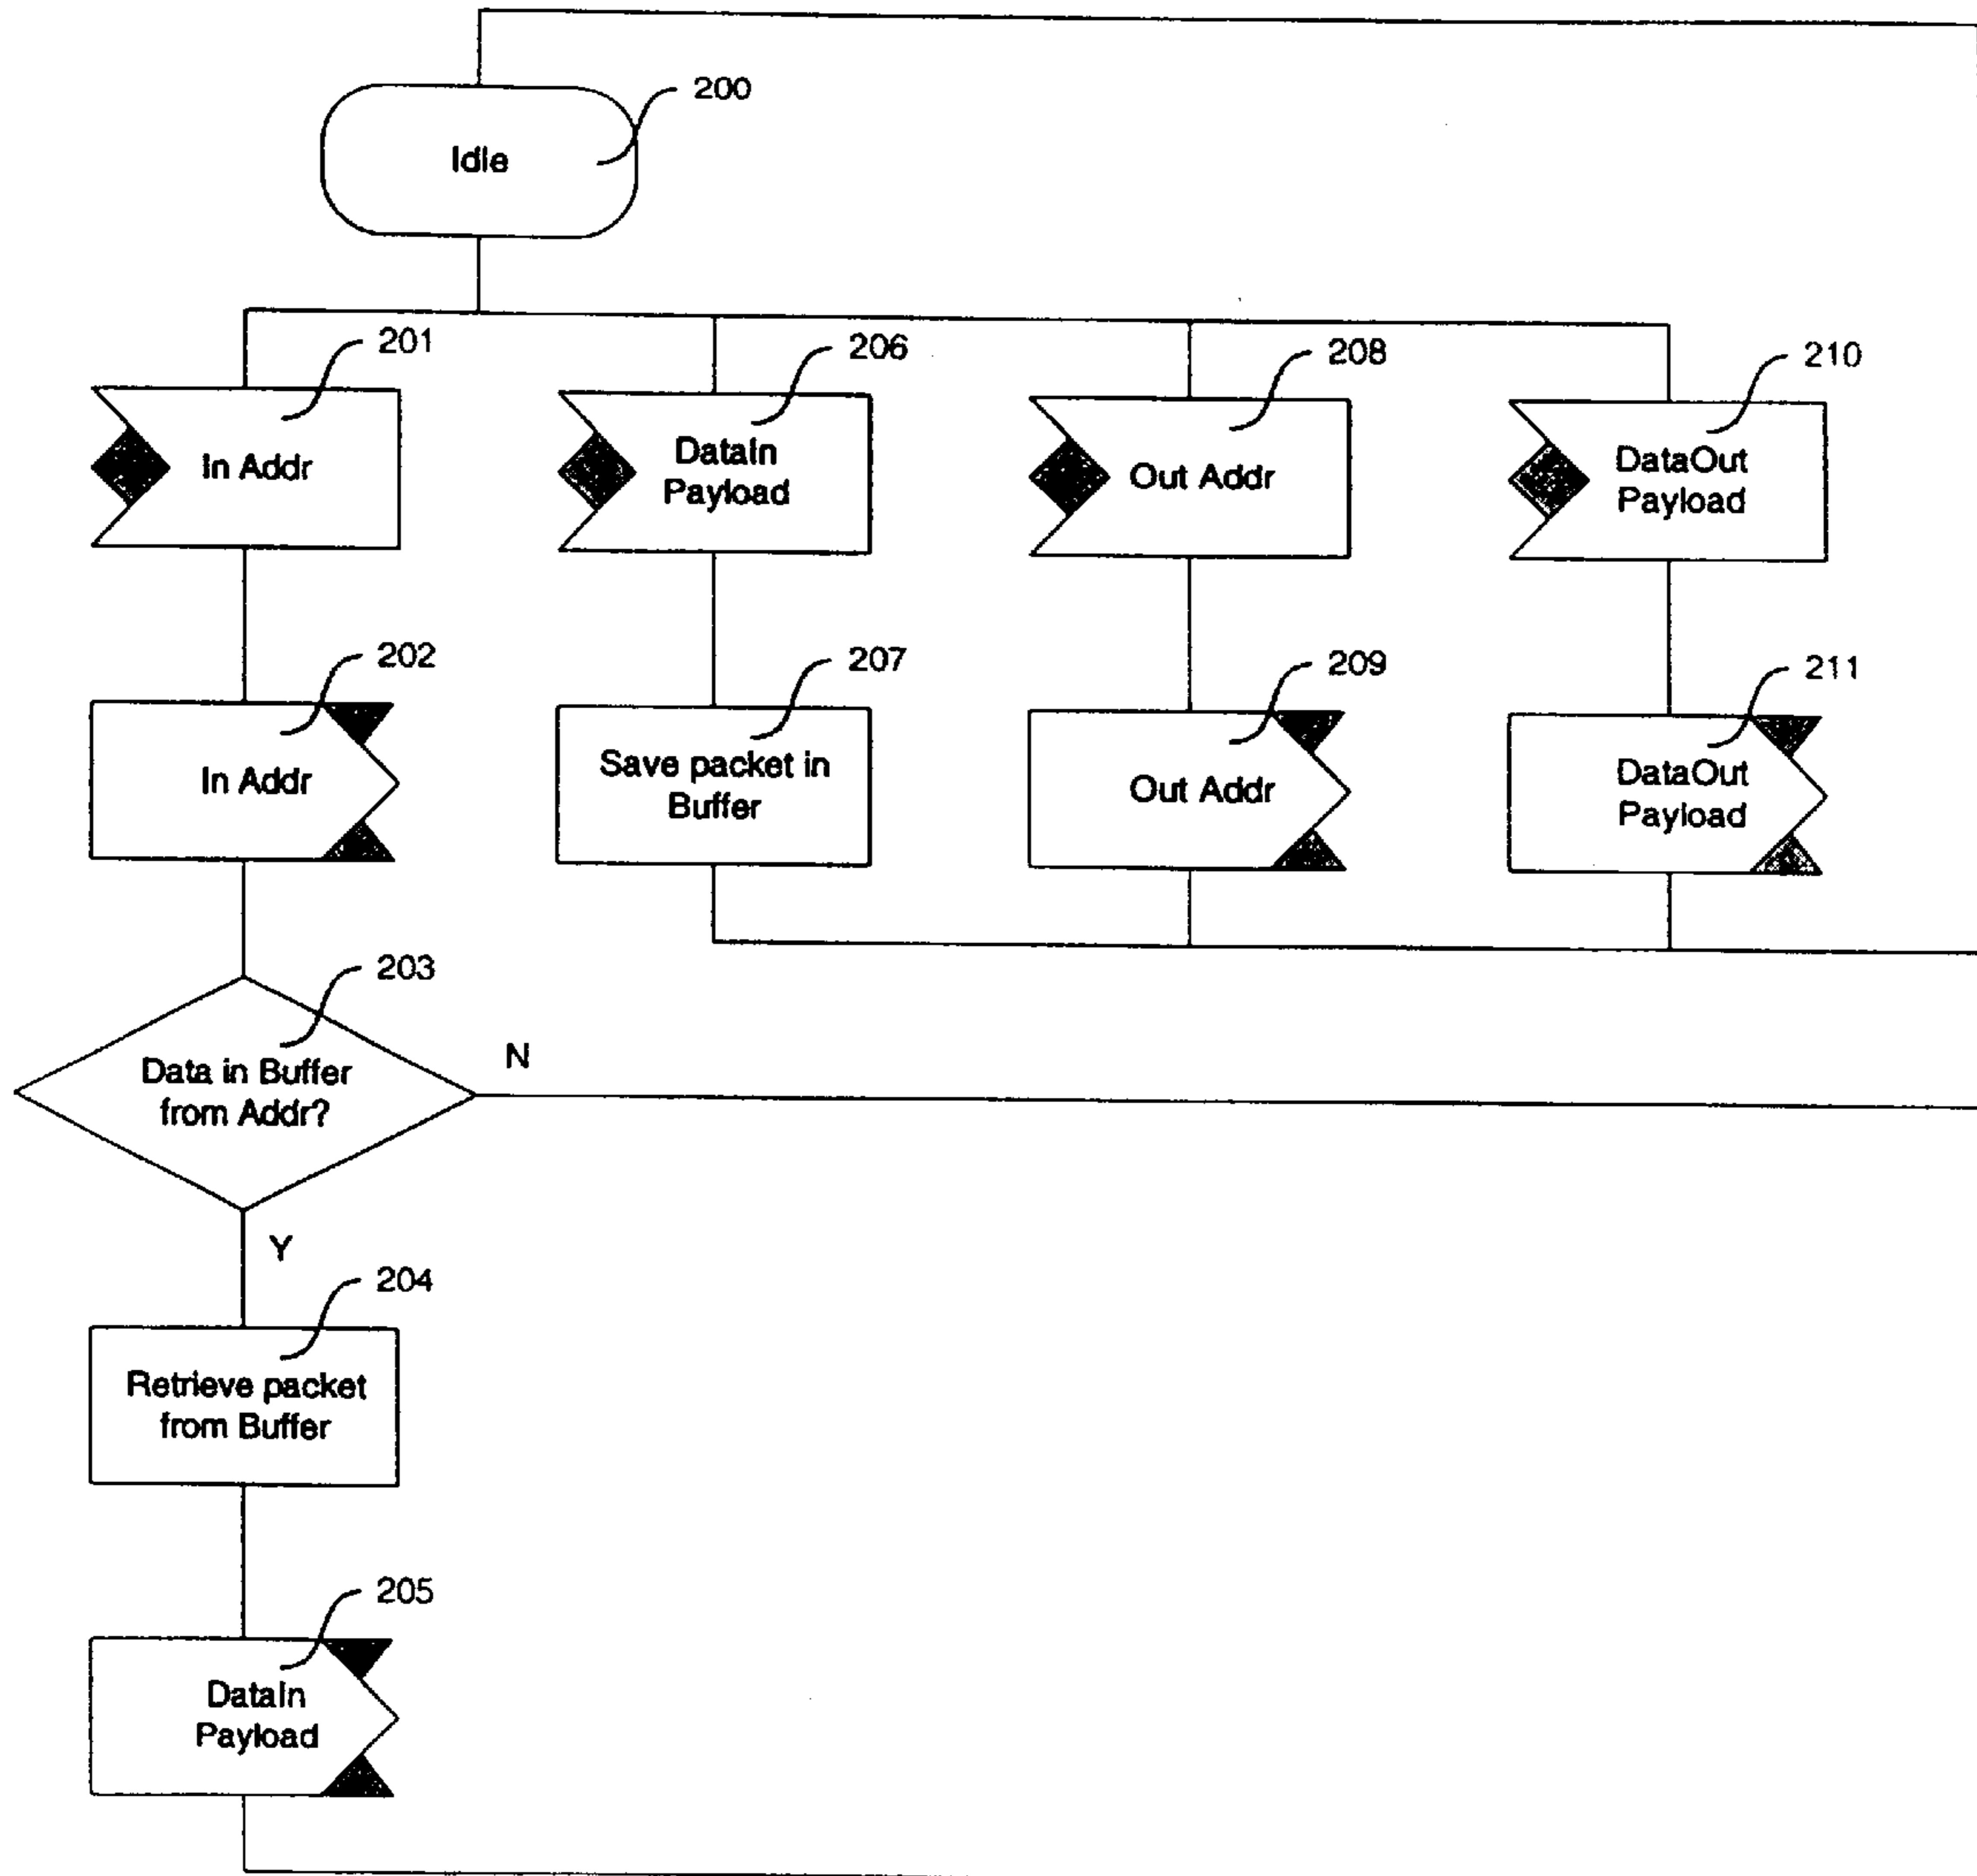 200
Idle
201
206
208
210
In Addr
DataIn
Payload
Out Addr
DataOut
Payload
202
207
209
211
In Addr
Save packet in
Buffer
Out Addr
DataOut
Payload
203
Data in Buffer
from Addr?
N
Y
204
Retrieve packet
from Buffer
205
DataIn
Payload